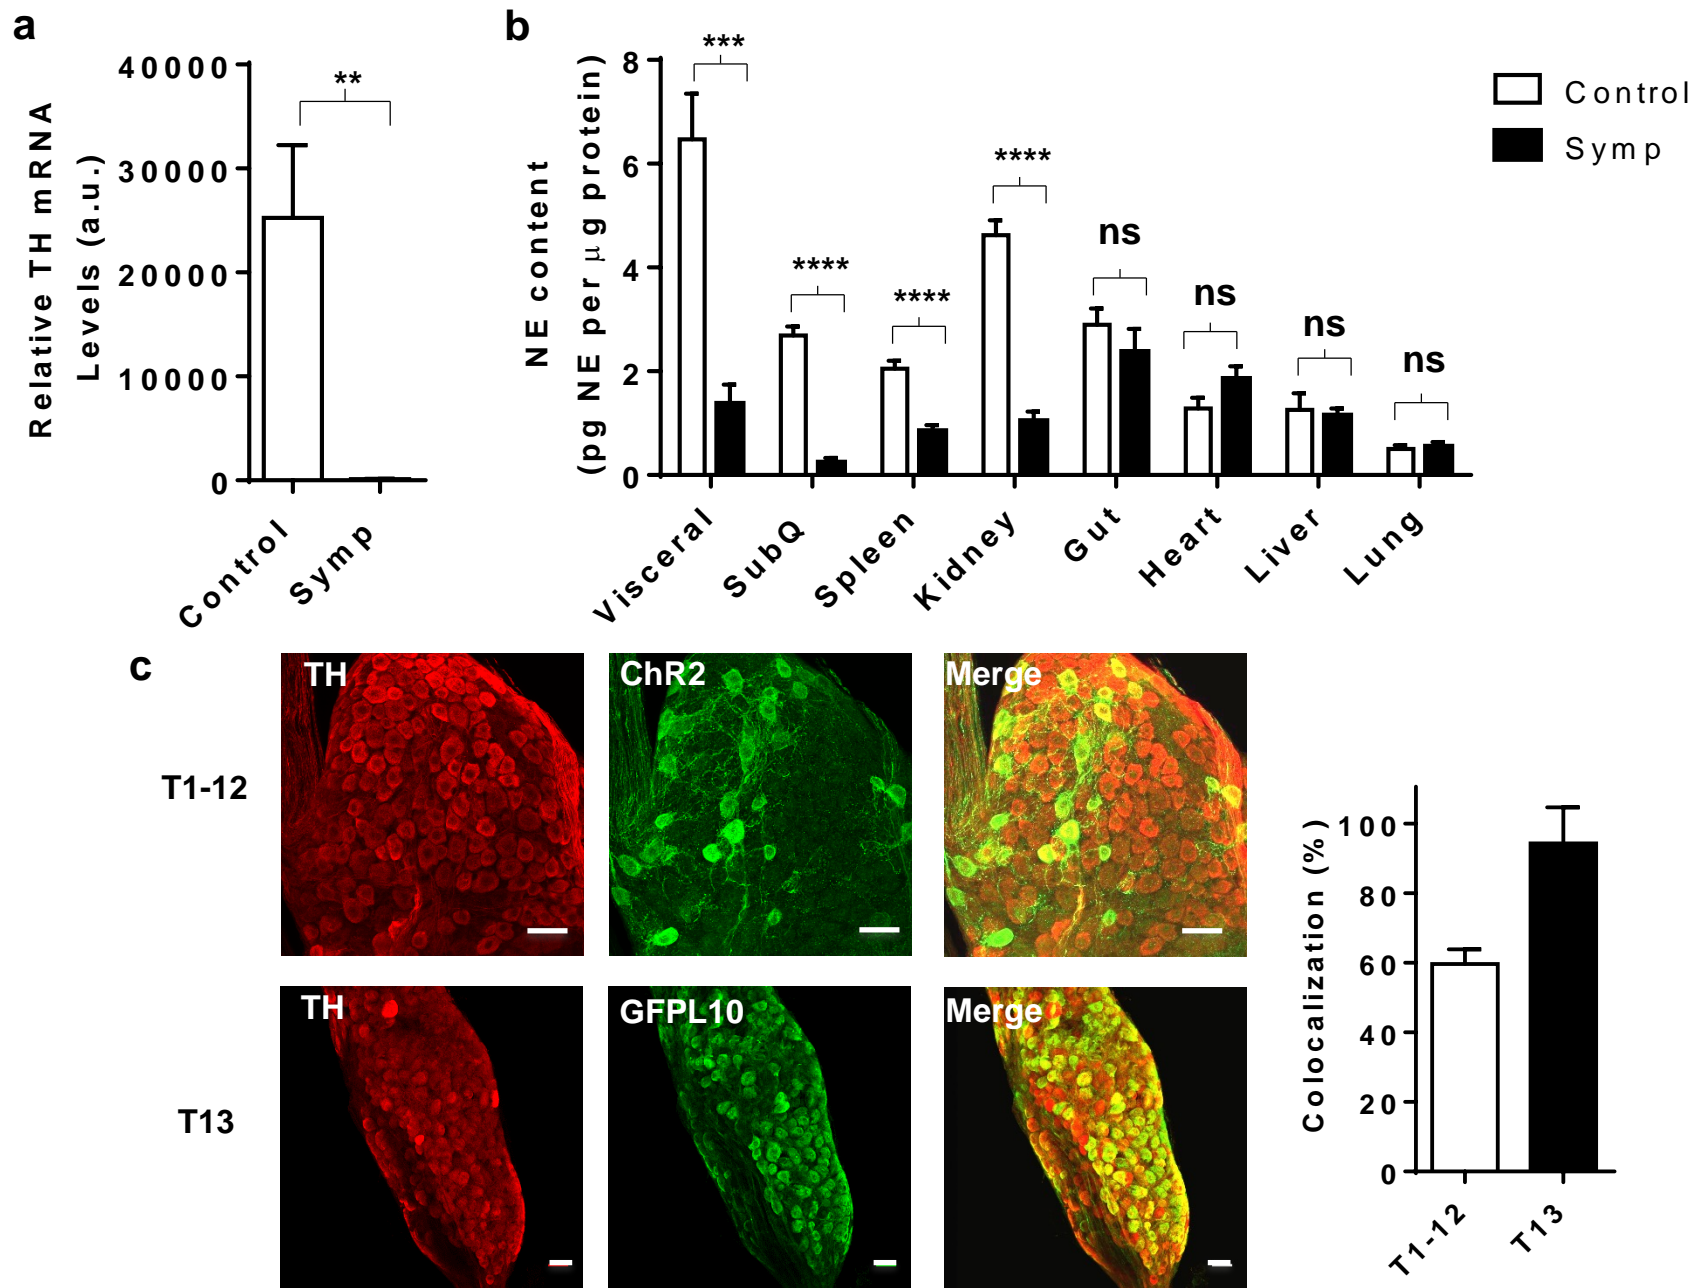 a
Relative TH mRNA
Levels (a.u.)
40000
30000
20000
10000
0
**
Control
Symp
b
NE content
(pg NE per μg protein)
8
6
4
2
0
***
****
****
****
ns
ns
ns
ns
Visceral
SubQ
Spleen
Kidney
Gut
Heart
Liver
Lung
Control
Symp
c
T1-12
TH
ChR2
Merge
T13
TH
GFPL10
Merge
Colocalization (%)
100
80
60
40
20
0
T1-12
T13